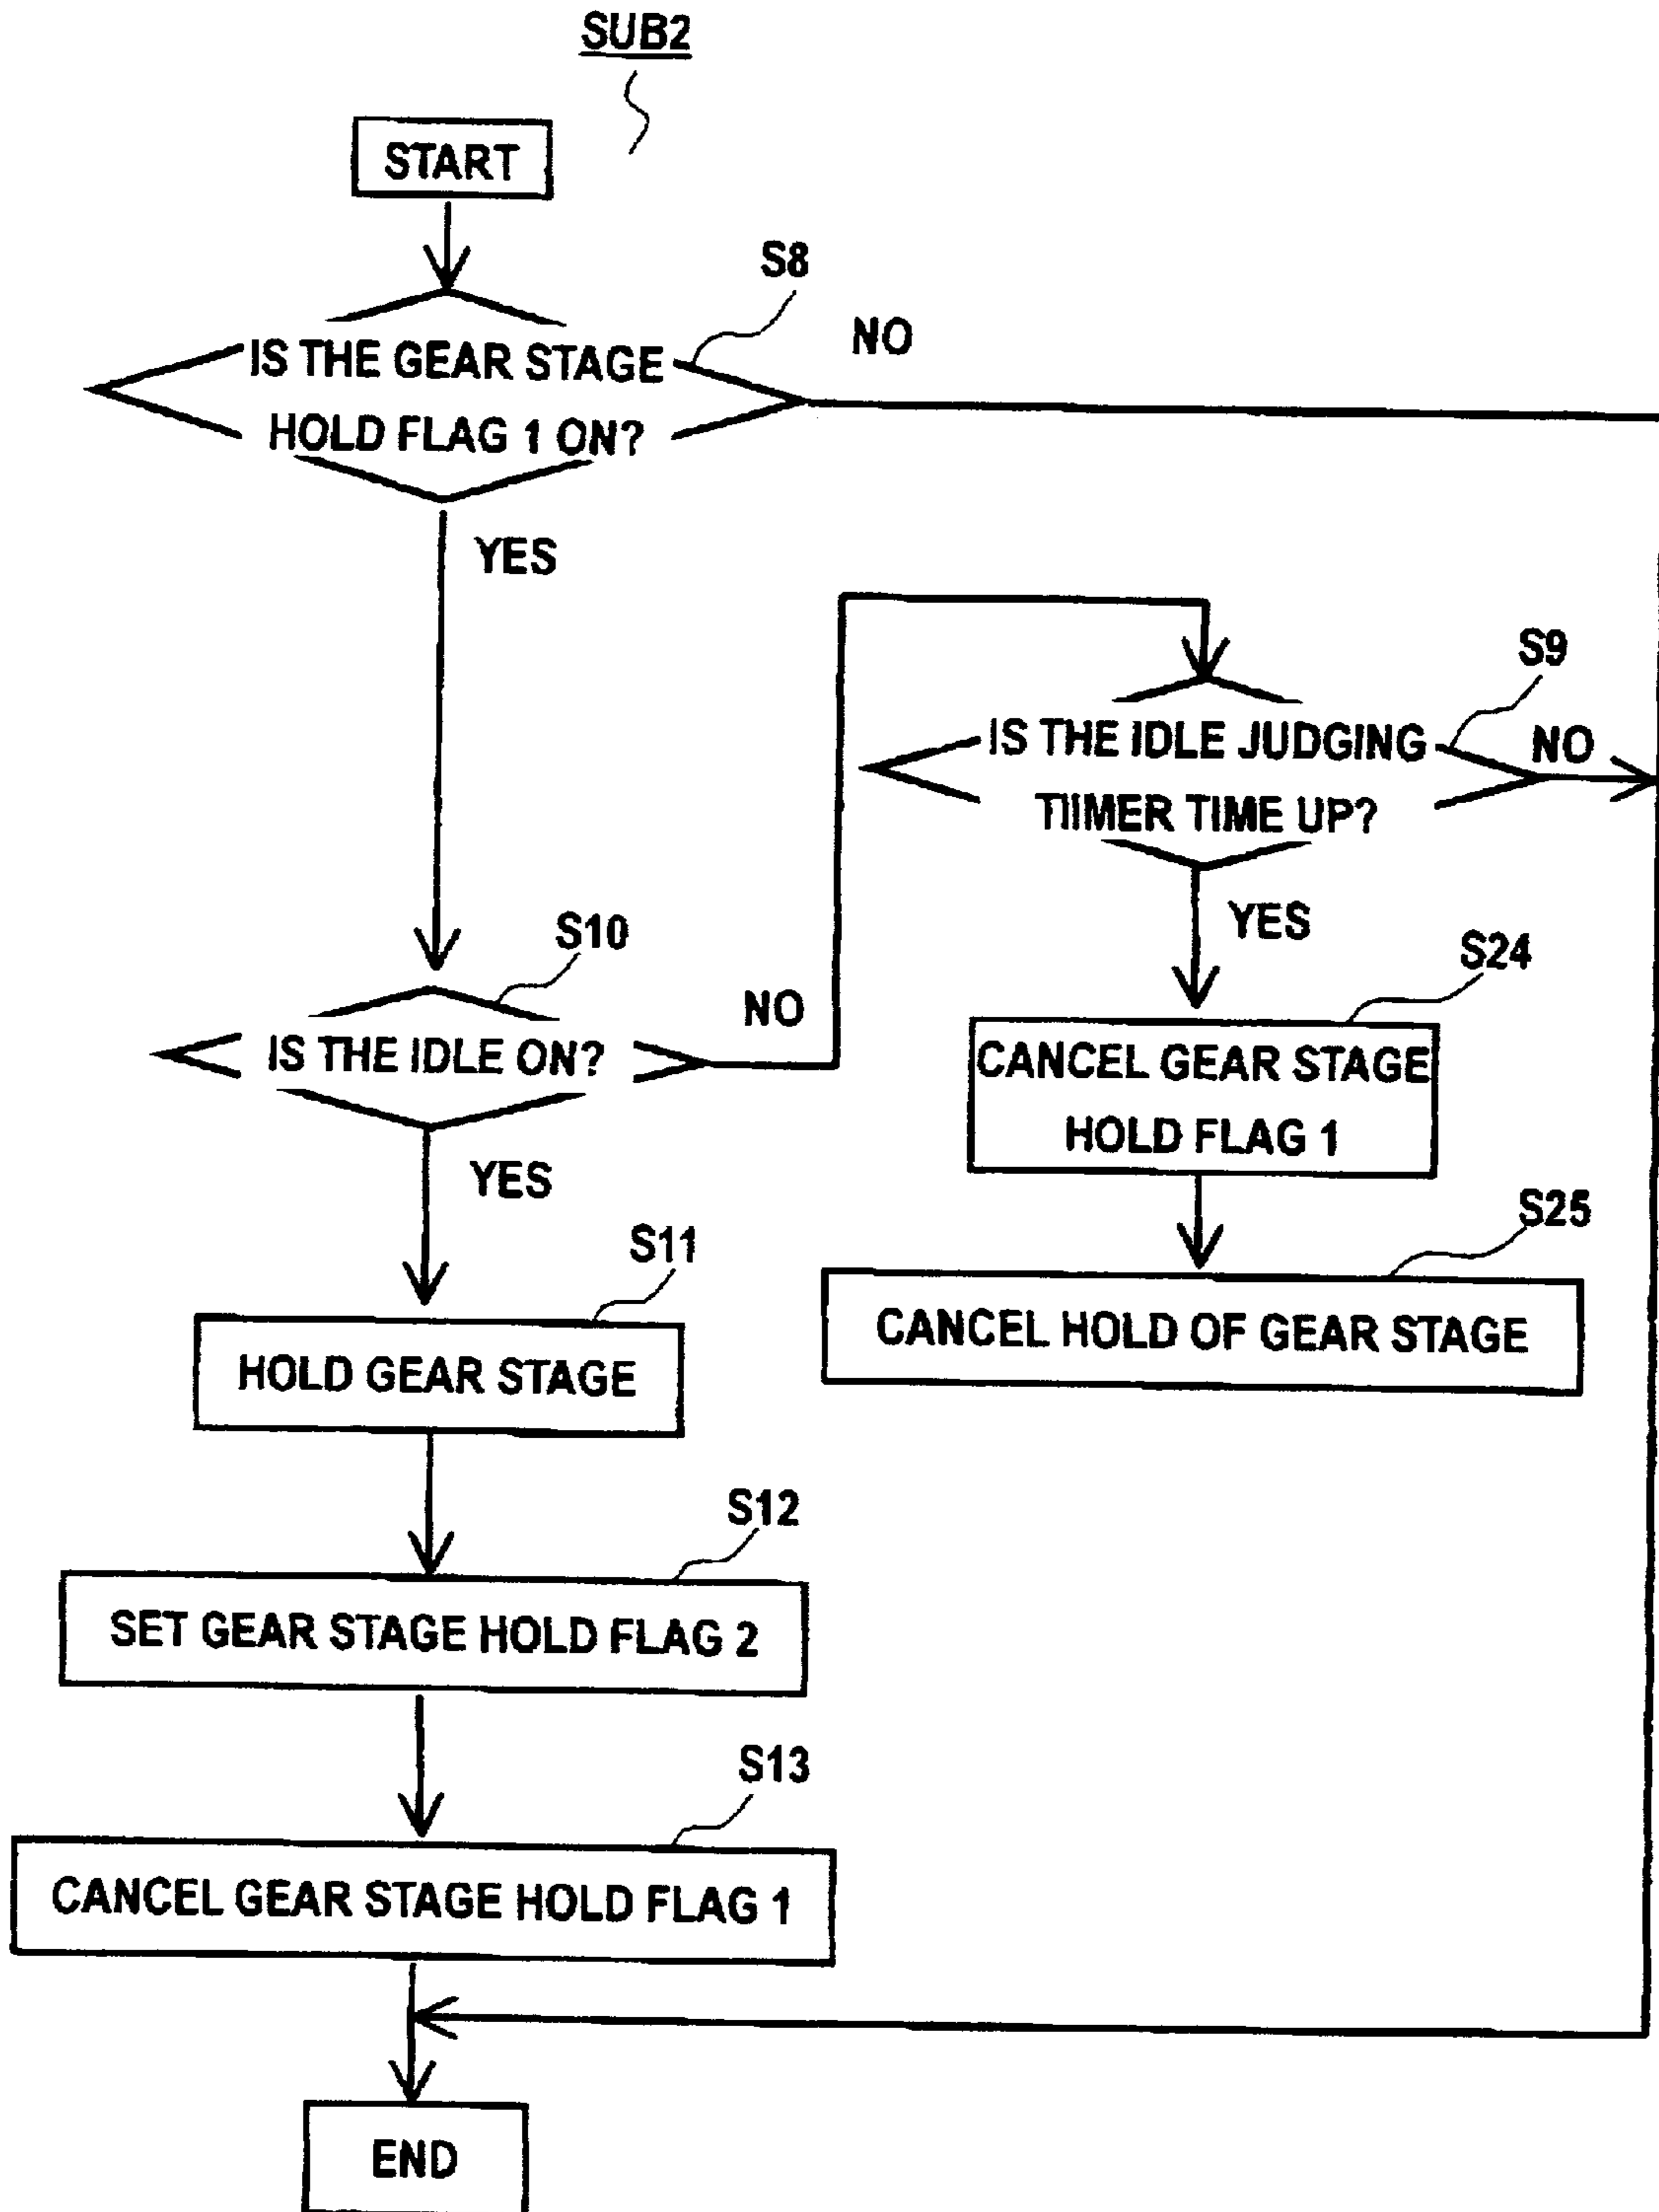 SUB2
START
S8
IS THE GEAR STAGE
HOLD FLAG 1 ON?
NO
YES
S9
IS THE IDLE JUDGING
TIIMER TIME UP?
NO
YES
S10
IS THE IDLE ON?
NO
YES
S24
CANCEL GEAR STAGE
HOLD FLAG 1
S25
CANCEL HOLD OF GEAR STAGE
S11
HOLD GEAR STAGE
S12
SET GEAR STAGE HOLD FLAG 2
S13
CANCEL GEAR STAGE HOLD FLAG 1
END